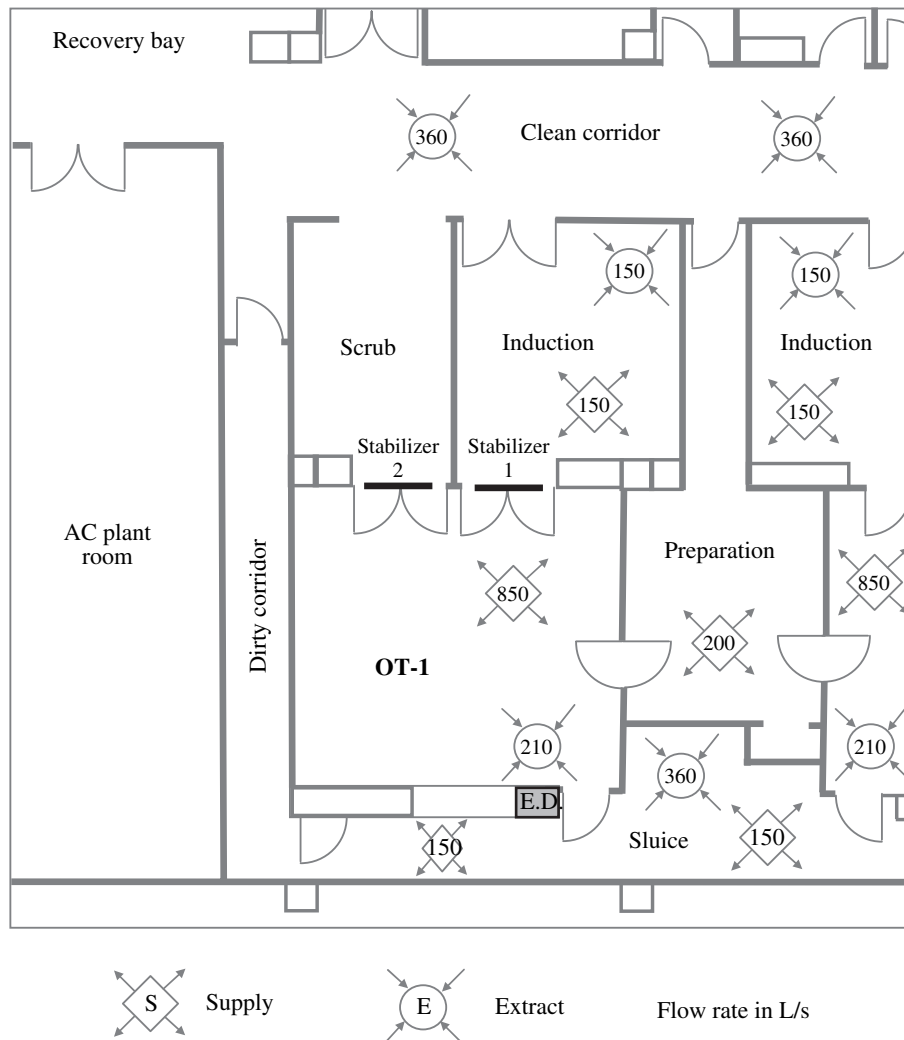 Recovery bay
360
Clean corridor
360
150
150
Scrub
Induction
Induction
150
150
Stabilizer
2
Stabilizer
1
AC plant
room
Dirty corridor
Preparation
850
850
200
OT-1
210
360
210
E.D.
150
Sluice
150
S
Supply
E
Extract
Flow rate in L/s